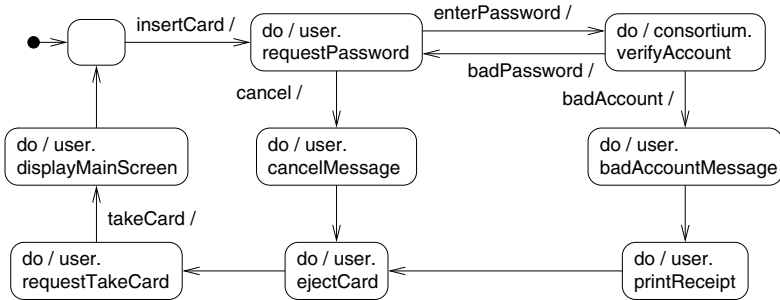 insertCard /
do / user.
requestPassword
enterPassword /
do / consortium.
verifyAccount
badPassword /
cancel /
badAccount /
do / user.
displayMainScreen
do / user.
cancelMessage
do / user.
badAccountMessage
takeCard /
do / user.
requestTakeCard
do / user.
ejectCard
do / user.
printReceipt